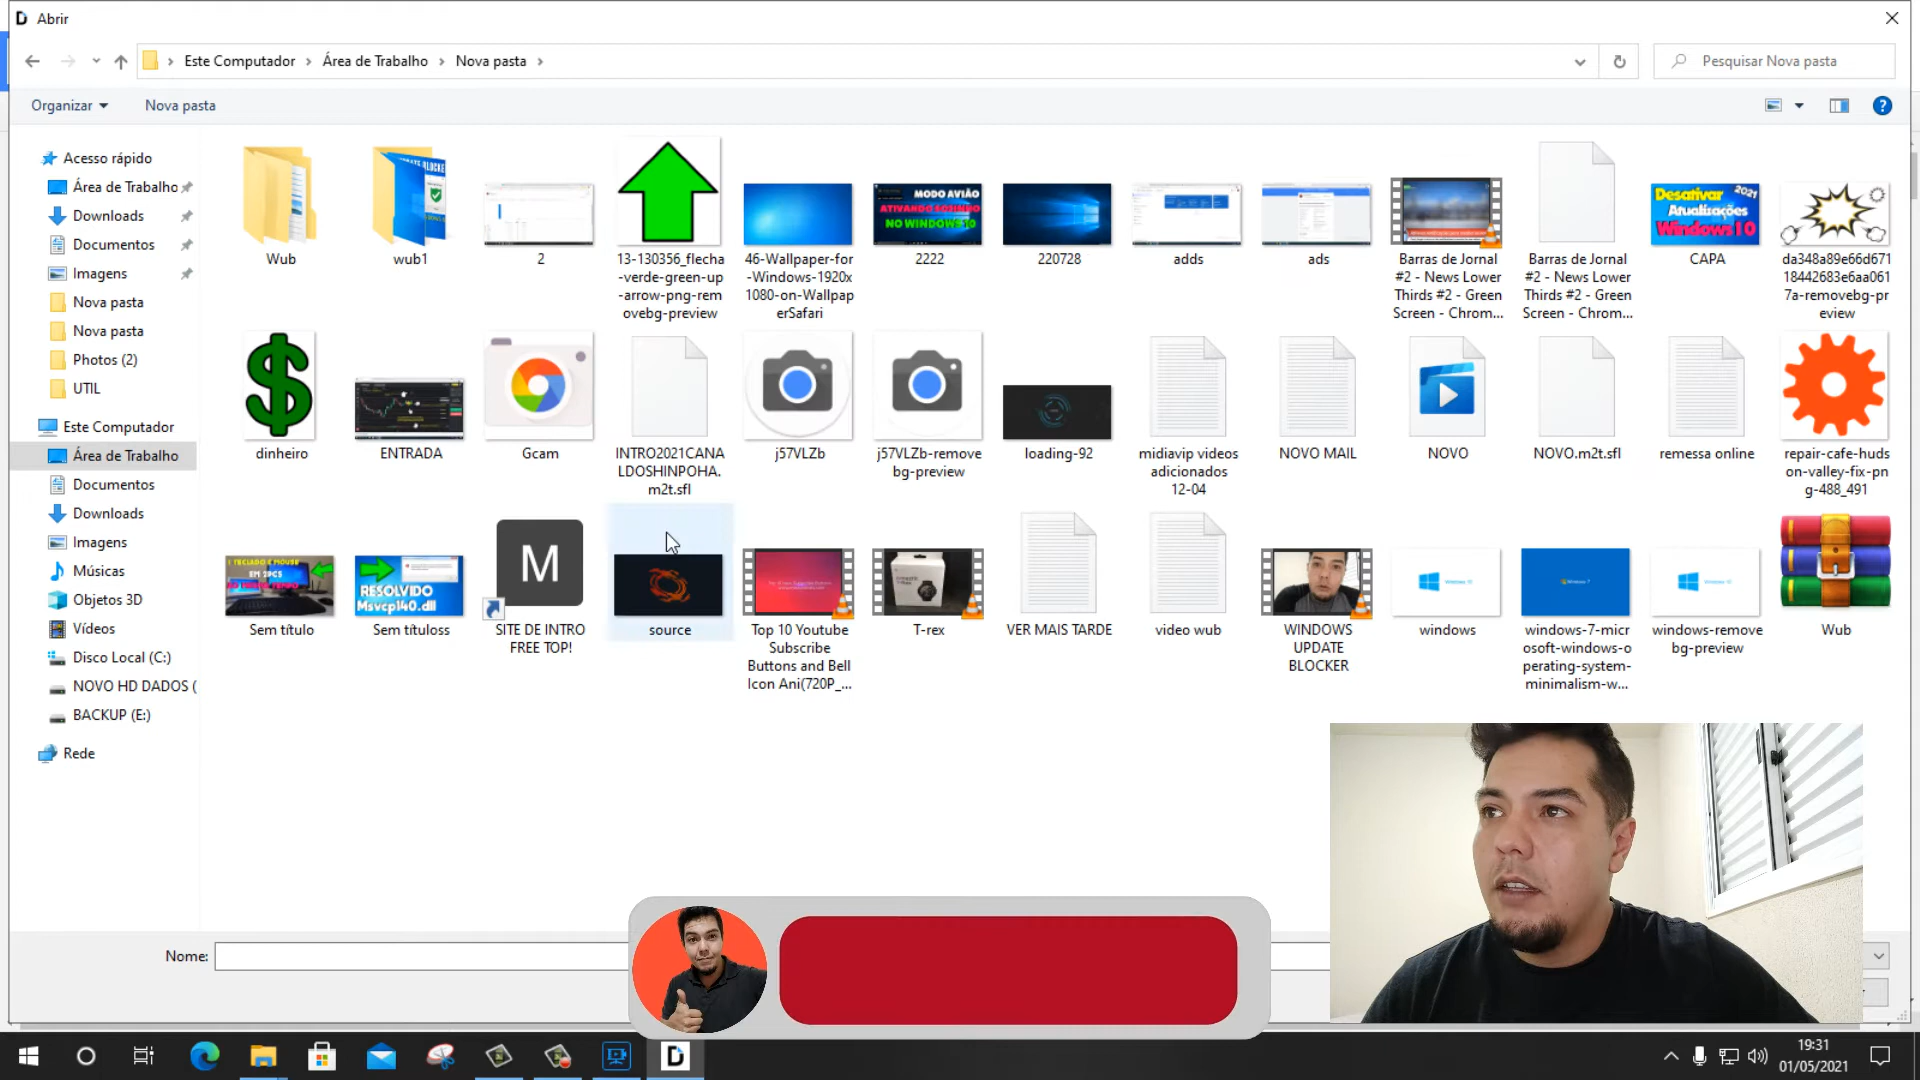 Abrir
Este Computador
Área de Trabalho
Nova pasta
Pesquisar Nova pasta
Organizar
Nova pasta
Acesso rápido
Área de Trabalho
Downloads
Documentos
Imagens
Nova pasta
Nova pasta
Photos (2)
UTIL
Este Computador
Área de Trabalho
Documentos
Downloads
Imagens
Músicas
Objetos 3D
Vídeos
Disco Local (C:)
NOVO HD DADOS (
BACKUP (E:)
Rede
Wub
wub1
2
13-130356_flecha
-verde-green-up
-arrow-png-rem
ovebg-preview
46-Wallpaper-for
-Windows-1920x
1080-on-Wallpap
erSafari
MODO AVIÃO
ATIVANDO SOZINHO
NO WINDOWS 10
2222
220728
adds
ads
Barras de Jornal
#2 - News Lower
Thirds #2 - Green
Screen - Chrom...
Barras de Jornal
#2 - News Lower
Thirds #2 - Green
Screen - Chrom...
Desativar 2021
Atualizações
Windows 10
CAPA
da348a89e66d671
18442683e6aa061
7a-removebg-pr
eview
dinheiro
ENTRADA
Gcam
INTRO2021CANA
LDOSHINPOHA.
m2t.sfl
j57VLZb
j57VLZb-remove
bg-preview
loading-92
midiavip videos
adicionados
12-04
NOVO MAIL
NOVO
NOVO.m2t.sfl
remessa online
repair-cafe-huds
on-valley-fix-pn
g-488_491
1 TECLADO E MOUSE
EM 2PCS
Sem título
RESOLVIDO
Msvcp140.dll
Sem títuloss
M
SITE DE INTRO
FREE TOP!
source
Top 10 Youtube
Subscribe
Buttons and Bell
Icon Ani(720P_...
T-rex
VER MAIS TARDE
video wub
WINDOWS
UPDATE
BLOCKER
windows
windows-7-micr
osoft-windows-o
perating-system-
minimalism-w...
windows-remove
bg-preview
Wub
Nome:
19:31
01/05/2021